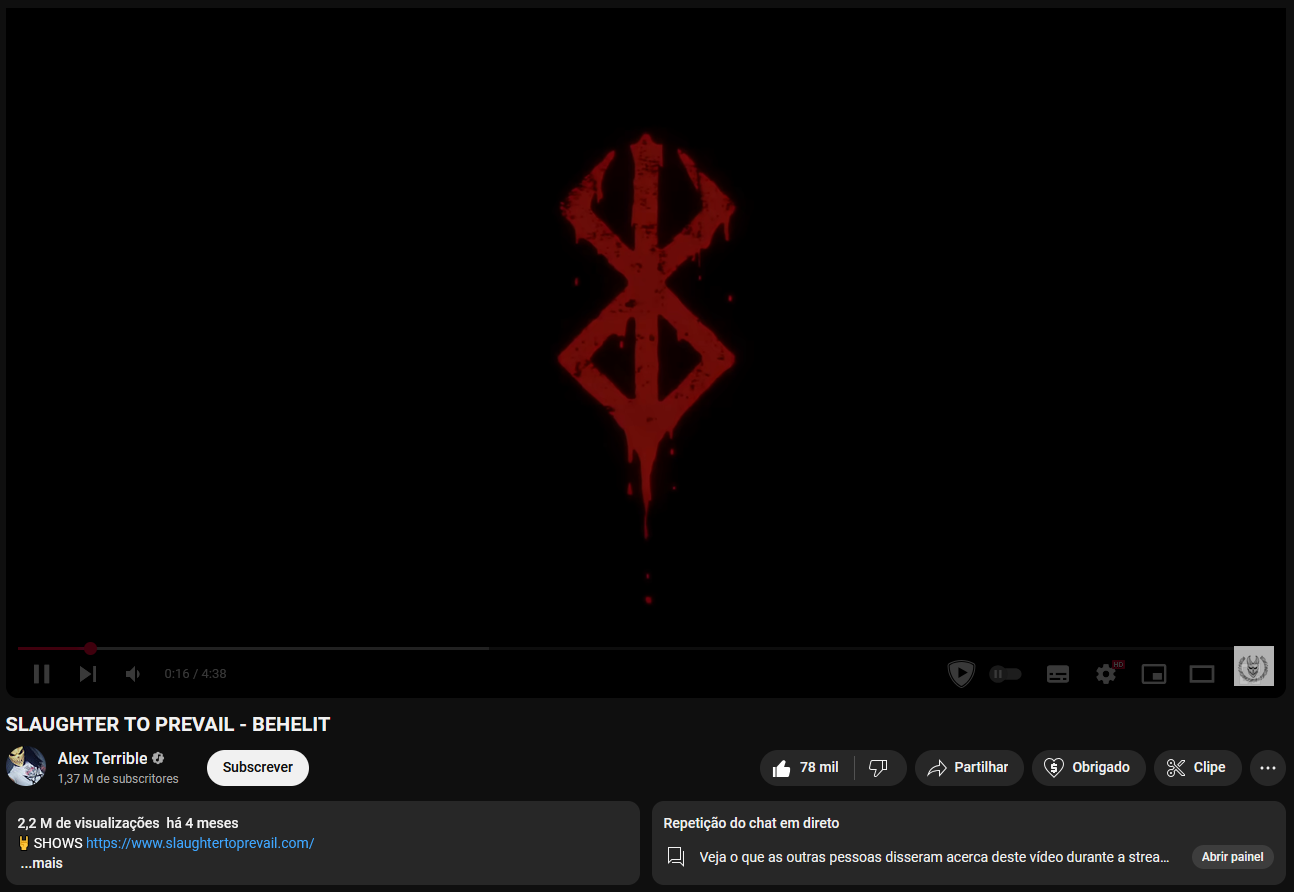 0:16 / 4:38
HD
SLAUGHTER TO PREVAIL - BEHELIT
Alex Terrible
1,37 M de subscritores
Subscrever
78 mil
Partilhar
Obrigado
Clipe
2,2 M de visualizações há 4 meses
🤘 SHOWS https://www.slaughtertoprevail.com/
...mais
Repetição do chat em direto
Veja o que as outras pessoas disseram acerca deste vídeo durante a strea...
Abrir painel